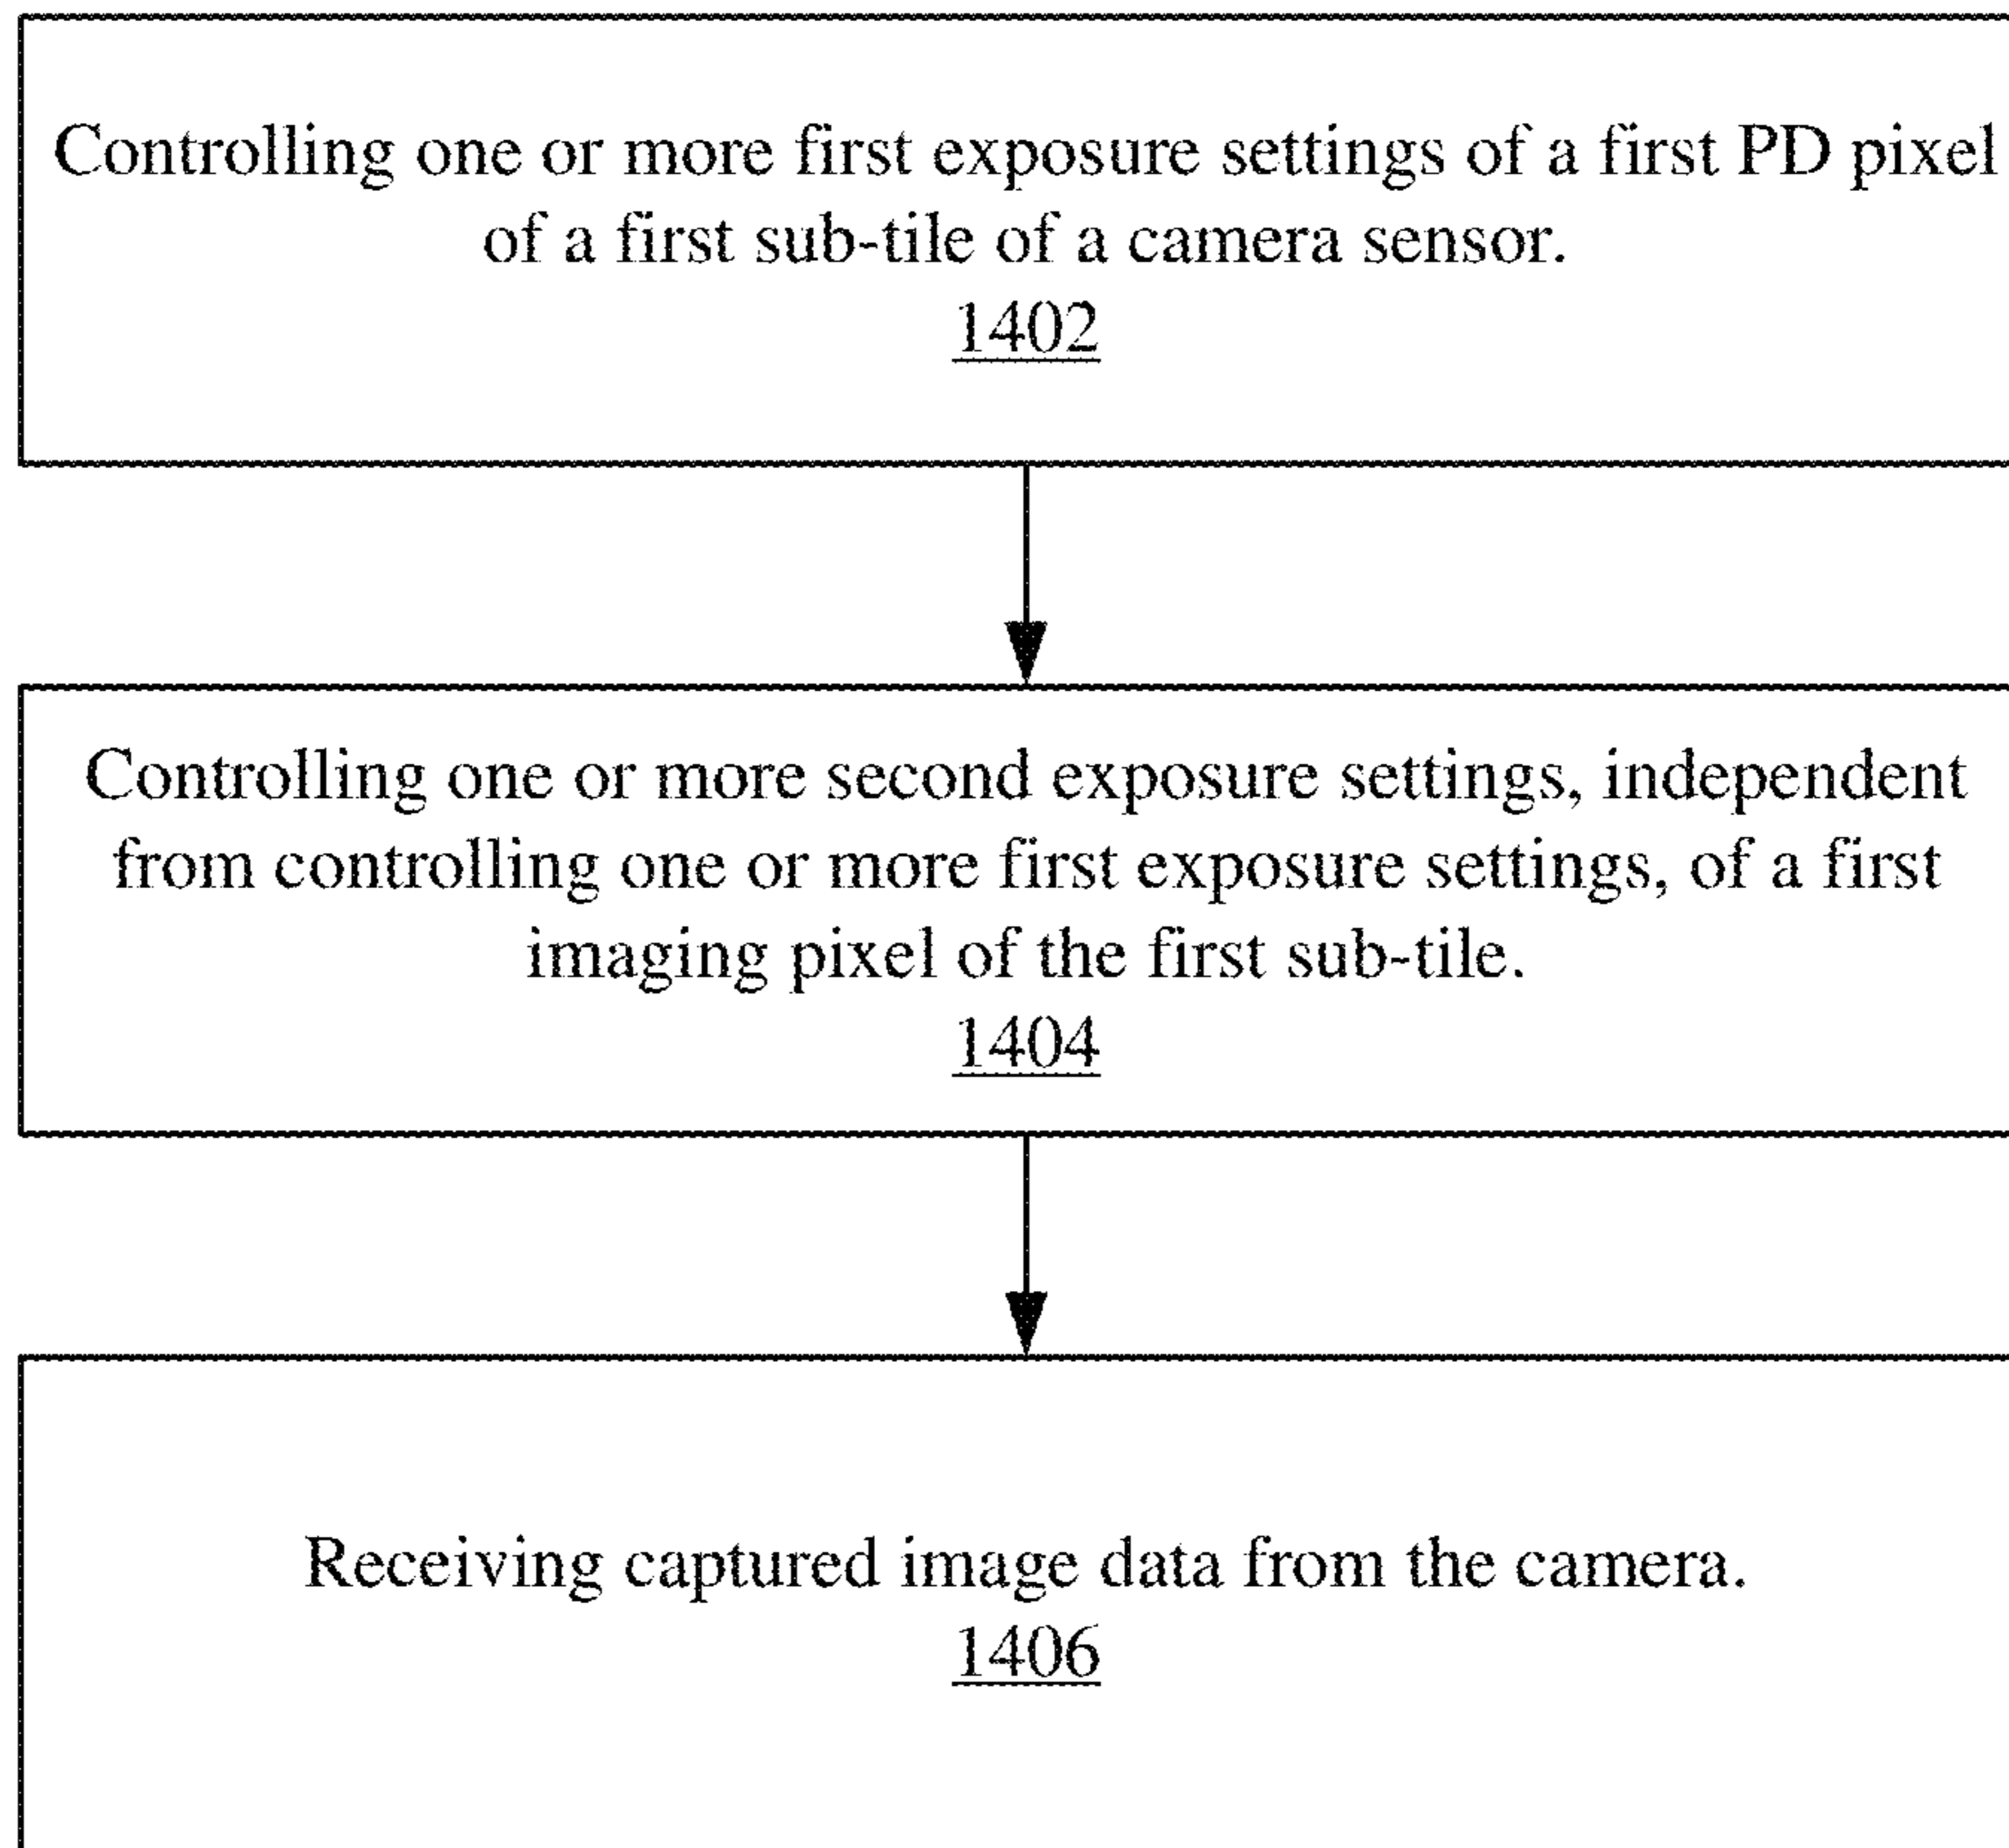 Controlling one or more first exposure settings of a first PD pixel
of a first sub-tile of a camera sensor.
1402
Controlling one or more second exposure settings, independent
from controlling one or more first exposure settings, of a first
imaging pixel of the first sub-tile.
1404
Receiving captured image data from the camera.
1406